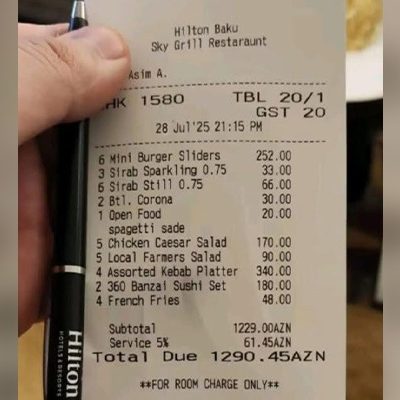 Hilton Baku
Sky Grill Restaraunt
Asim A.
HK 1580 TBL 20/1
GST 20
28 Jul'25 21:15 PM
6 Mini Burger Sliders 252.00
3 Sirab Sparkling 0.75 33.00
6 Sirab Still 0.75 66.00
2 Btl. Corona 30.00
1 Open Food 20.00
spagetti sade
5 Chicken Caesar Salad 170.00
5 Local Farmers Salad 90.00
4 Assorted Kebab Platter 340.00
2 360 Banzai Sushi Set 180.00
4 French Fries 48.00
Subtotal 1229.00AZN
Service 5% 61.45AZN
Total Due 1290.45AZN
**FOR ROOM CHARGE ONLY**
Hilton
HOTELS & RESORTS